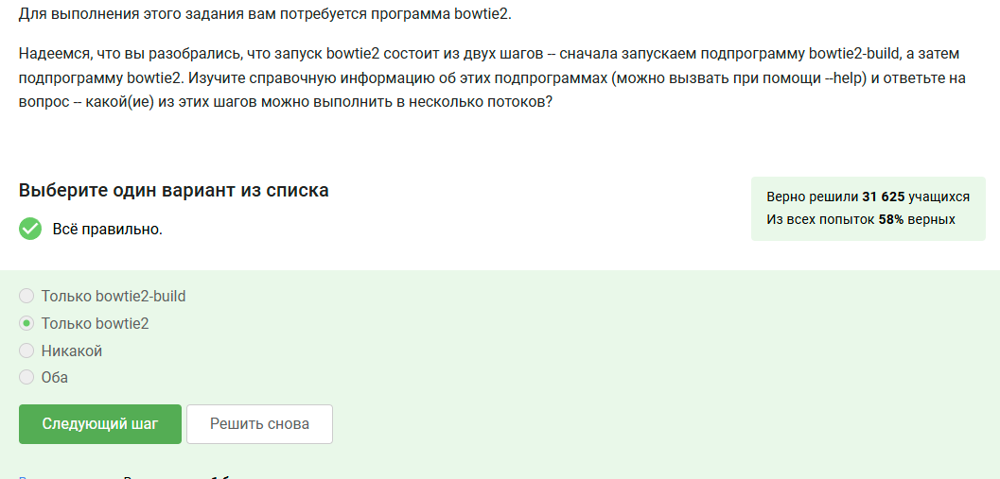 Для выполнения этого задания вам потребуется программа bowtie2.
Надеемся, что вы разобрались, что запуск bowtie2 состоит из двух шагов -- сначала запускаем подпрограмму bowtie2-build, а затем
подпрограмму bowtie2. Изучите справочную информацию об этих подпрограммах (можно вызвать при помощи --help) и ответьте на
вопрос -- какой(ие) из этих шагов можно выполнить в несколько потоков?
Выберите один вариант из списка
Всё правильно.
Верно решили 31 625 учащихся
Из всех попыток 58% верных
Только bowtie2-build
Только bowtie2
Никакой
Оба
Следующий шаг
Решить снова